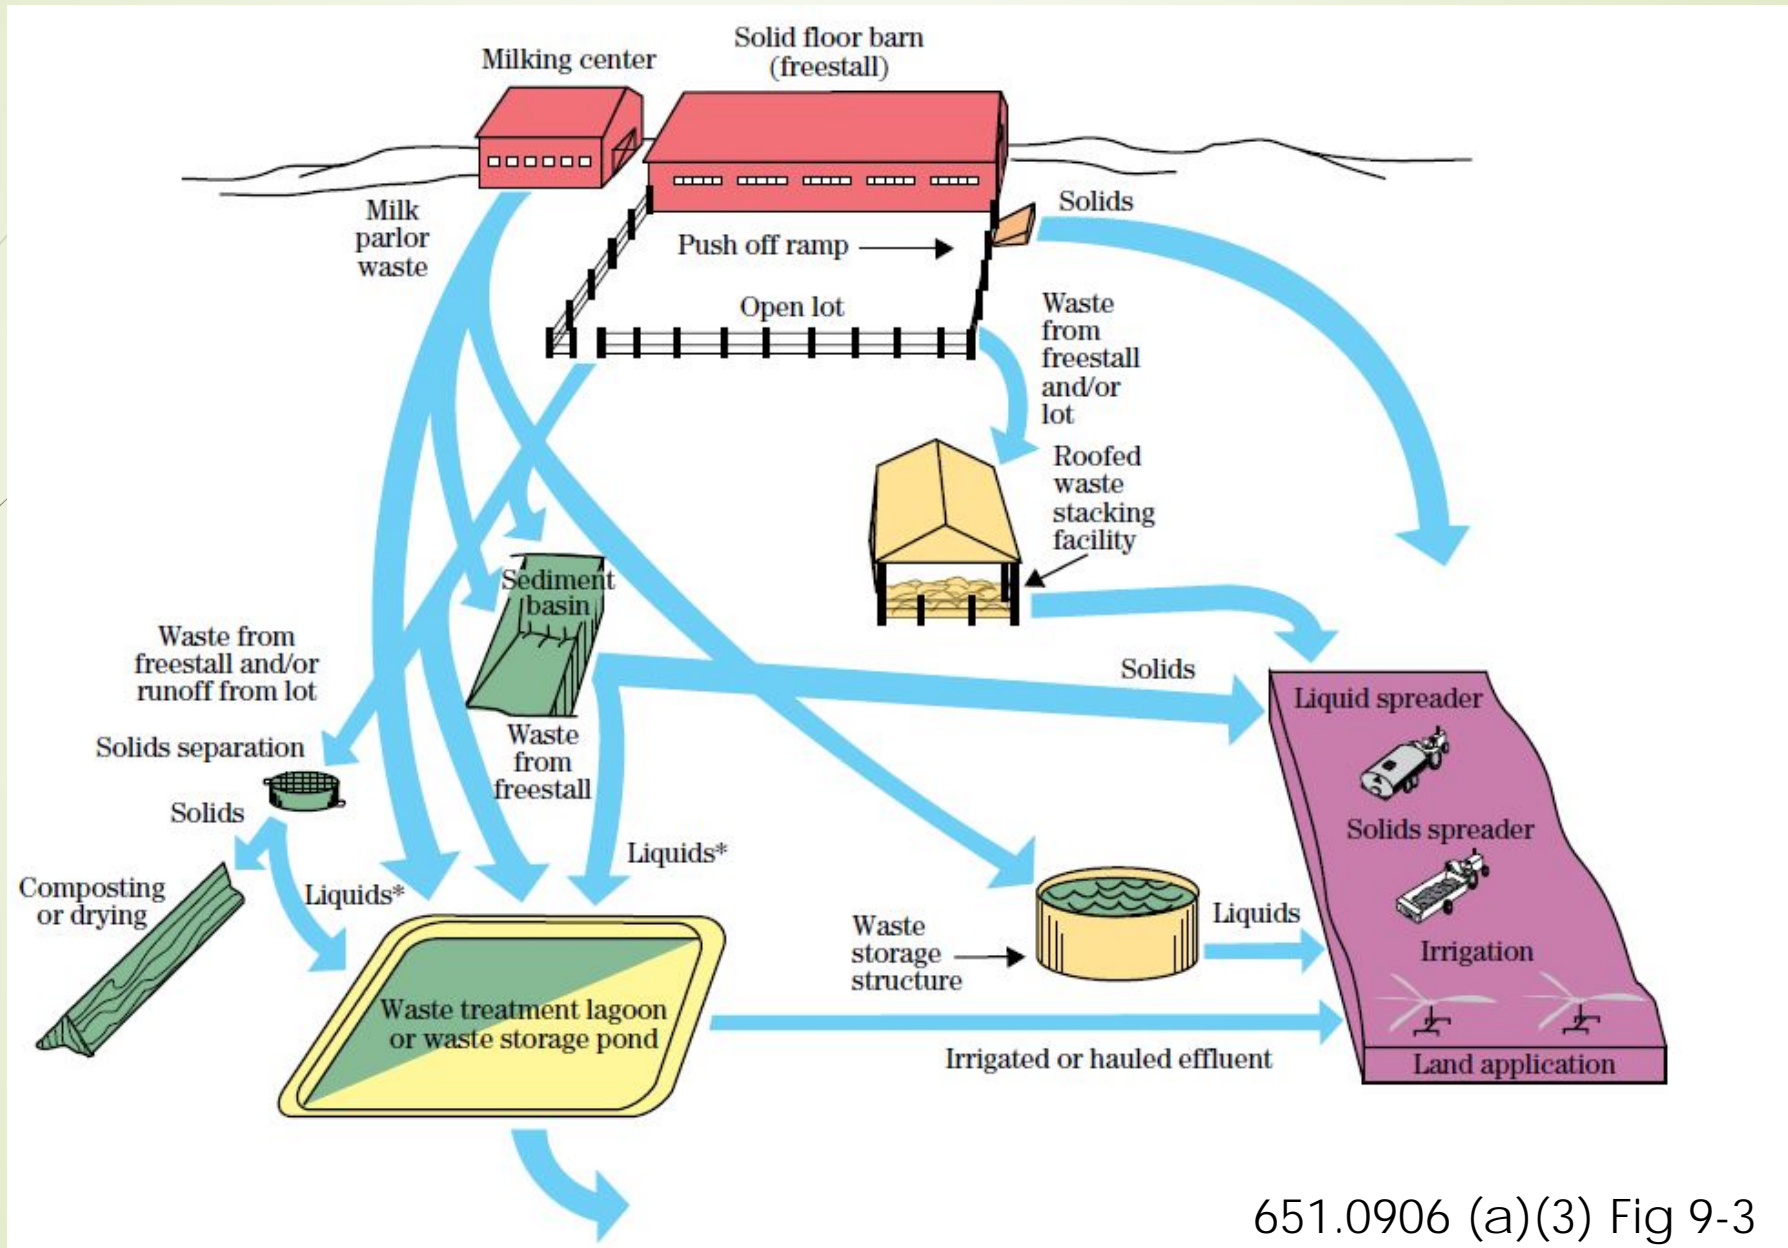 Milking center
Solid floor barn
(freestall)
Milk
parlor
waste
Push off ramp
Solids
Open lot
Waste
from
freestall
and/or
lot
Roofed
waste
stacking
facility
Sediment
basin
Waste from
freestall and/or
runoff from lot
Solids
Liquid spreader
Solids separation
Waste
from
freestall
Solids
Solids spreader
Liquids*
Composting
or drying
Liquids*
Waste
storage
structure
Liquids
Irrigation
Waste treatment lagoon
or waste storage pond
Irrigated or hauled effluent
Land application
651.0906 (a)(3) Fig 9-3